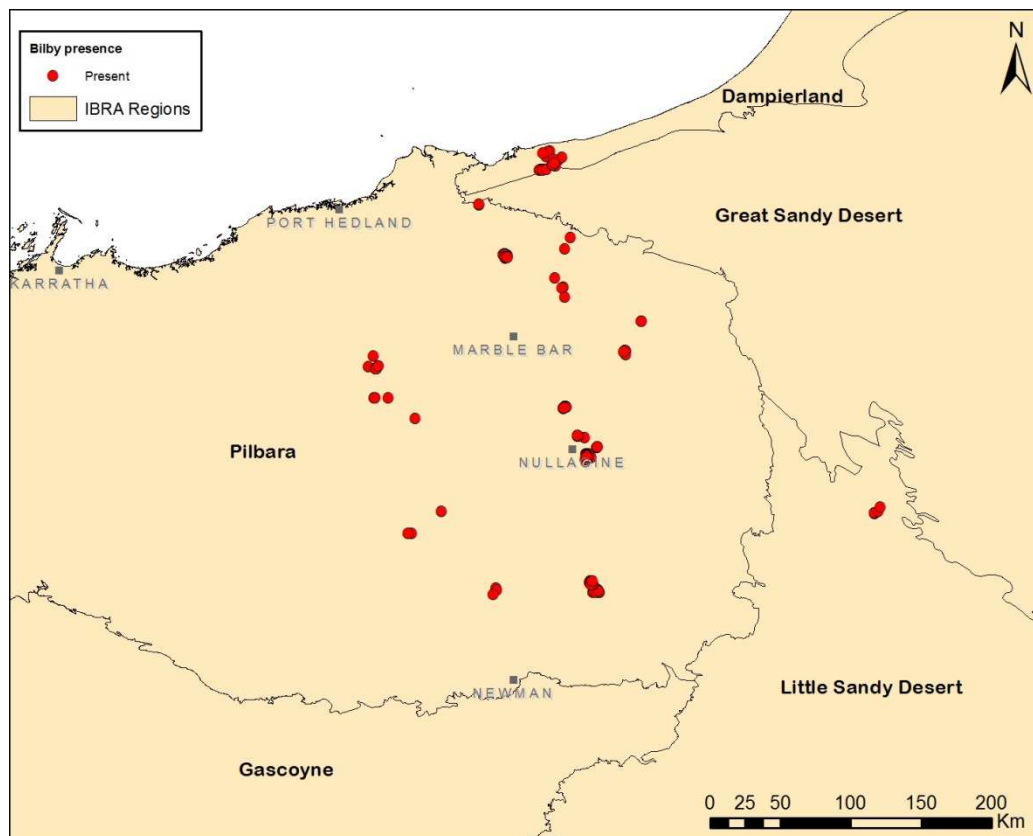 Bilby presence
Present
IBRA Regions
N
Dampierland
Great Sandy Desert
PORT HEDLAND
KARRATHA
MARBLE BAR
Pilbara
NULLAGINE
NEWMAN
Little Sandy Desert
Gascoyne
0 25 50 100 150 200
Km